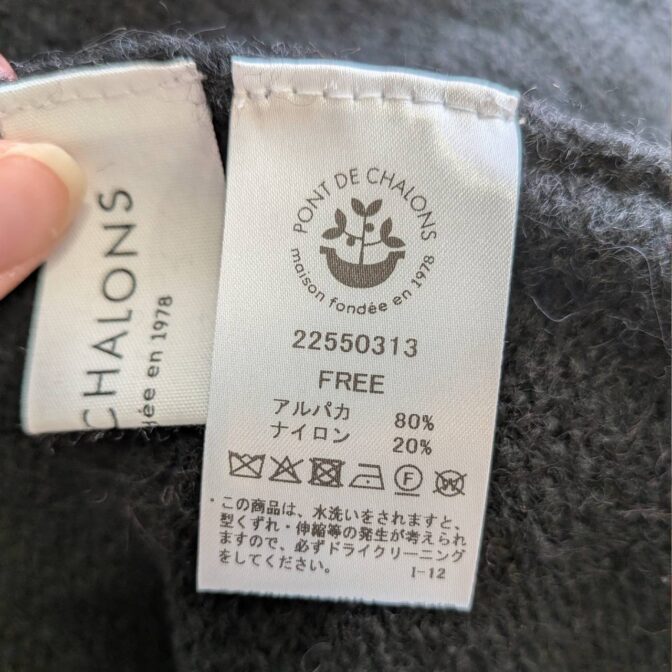 CHALONS
ée en 1978
PONT DE CHALONS
maison fondée en 1978
22550313
FREE
アルパカ 80%
ナイロン 20%
F
W
・この商品は、水洗いをされますと、
型くずれ・伸縮等の発生が考えられ
ますので、必ずドライクリーニング
をしてください。 I-12